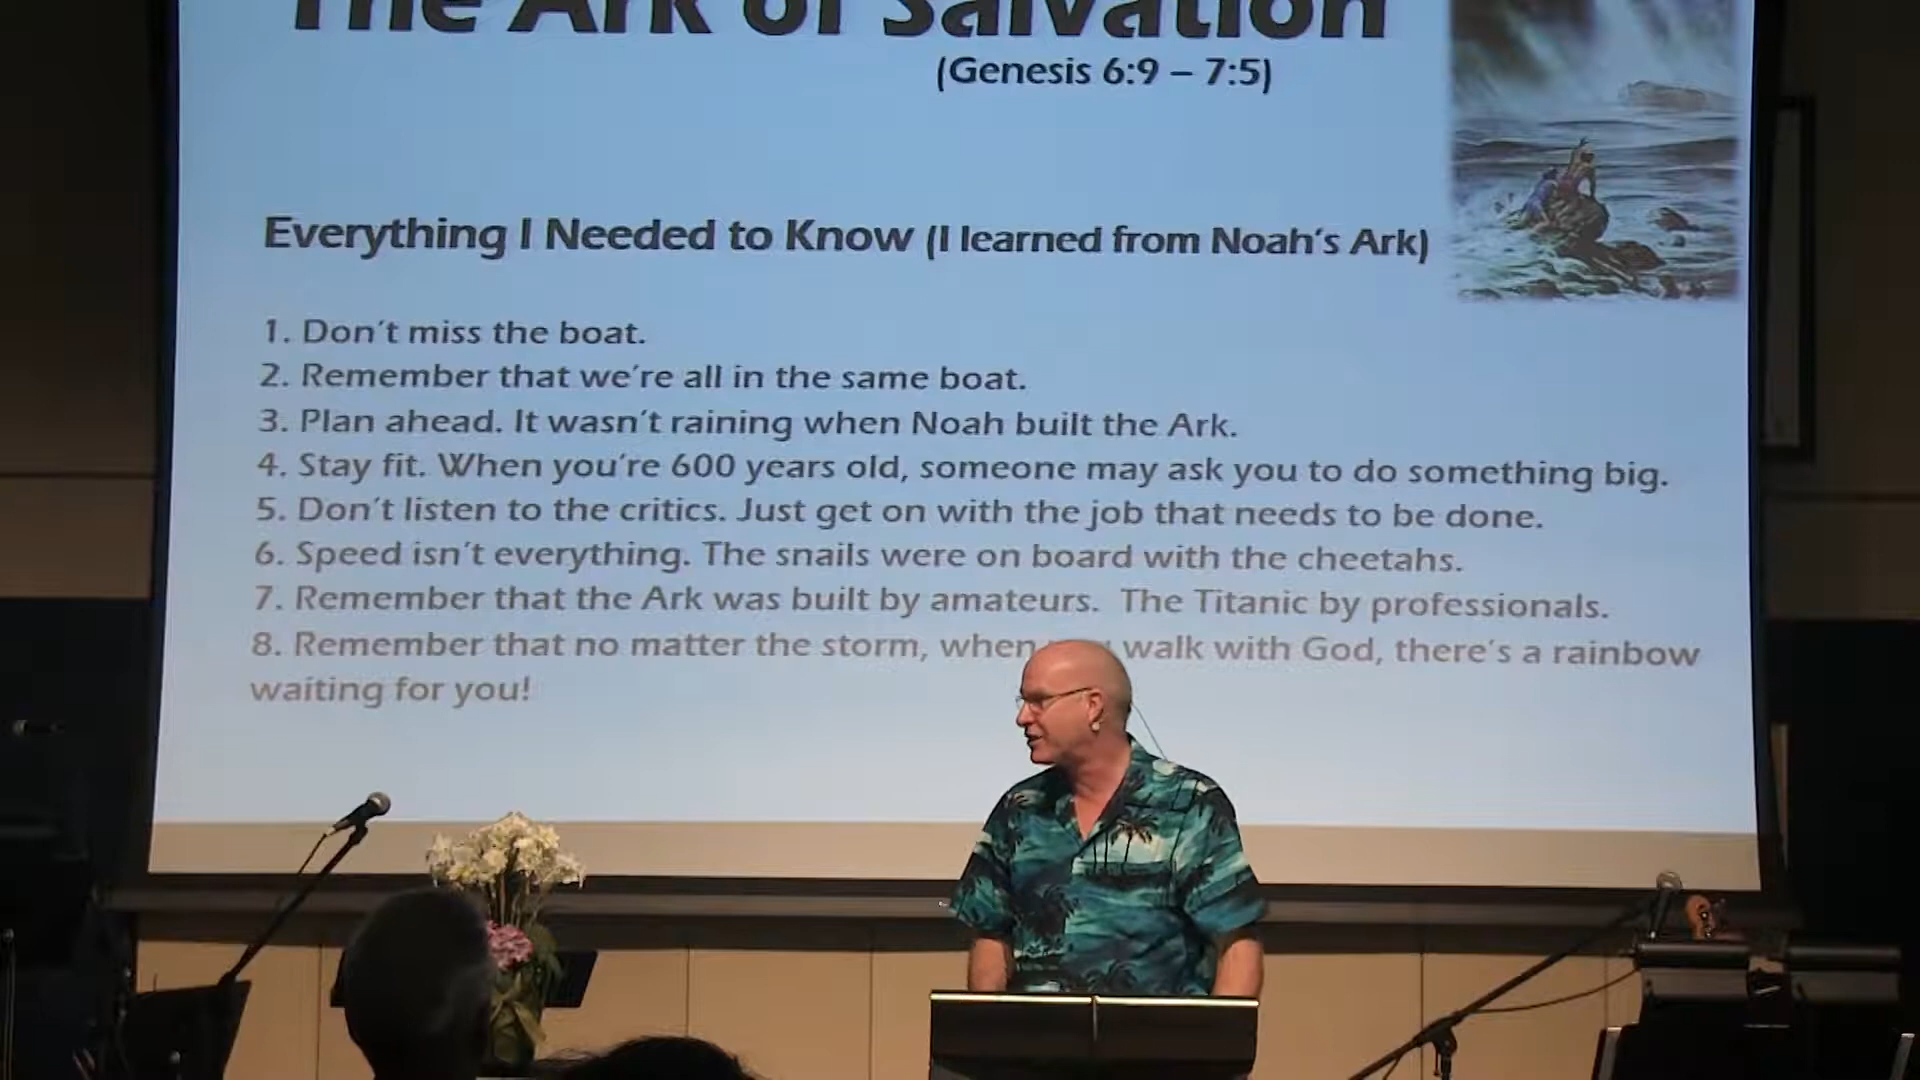 The Ark of Salvation
(Genesis 6:9 – 7:5)
Everything I Needed to Know (I learned from Noah's Ark)
1. Don't miss the boat.
2. Remember that we're all in the same boat.
3. Plan ahead. It wasn't raining when Noah built the Ark.
4. Stay fit. When you're 600 years old, someone may ask you to do something big.
5. Don't listen to the critics. Just get on with the job that needs to be done.
6. Speed isn't everything. The snails were on board with the cheetahs.
7. Remember that the Ark was built by amateurs. The Titanic by professionals.
8. Remember that no matter the storm, when walk with God, there's a rainbow
waiting for you!